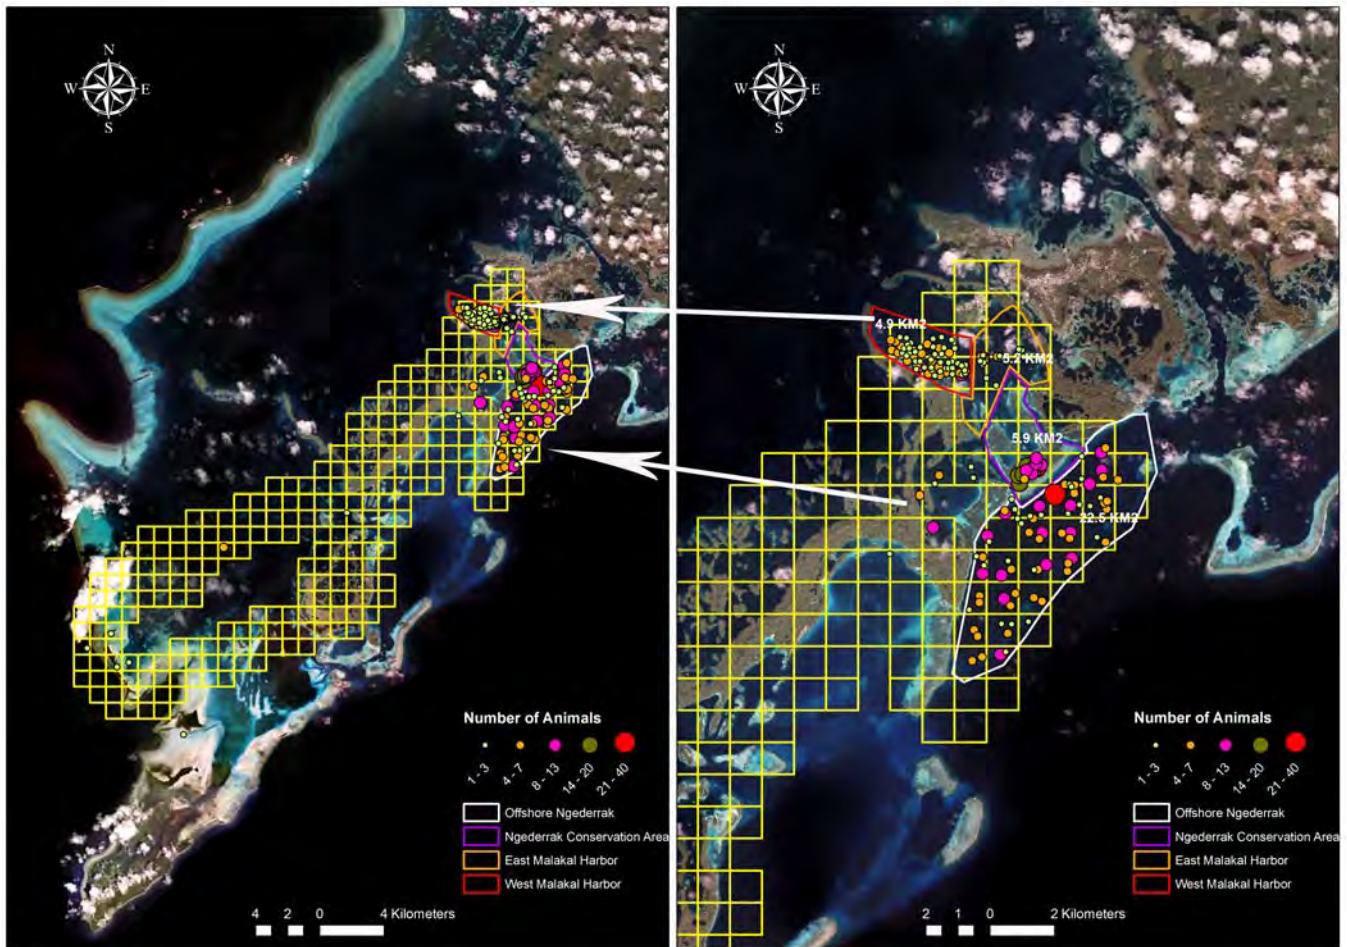 N
W E
S
Number of Animals
1 - 3
4 - 7
8 - 13
14 - 20
21 - 40
Offshore Ngederrak
Ngederrak Conservation Area
East Malakal Harbor
West Malakal Harbor
4 2 0 4 Kilometers
N
W E
S
4.9 KM2
5.2 KM2
5.9 KM2
22.5 KM2
Number of Animals
1 - 3
4 - 7
8 - 13
14 - 20
21 - 40
Offshore Ngederrak
Ngederrak Conservation Area
East Malakal Harbor
West Malakal Harbor
2 1 0 2 Kilometers